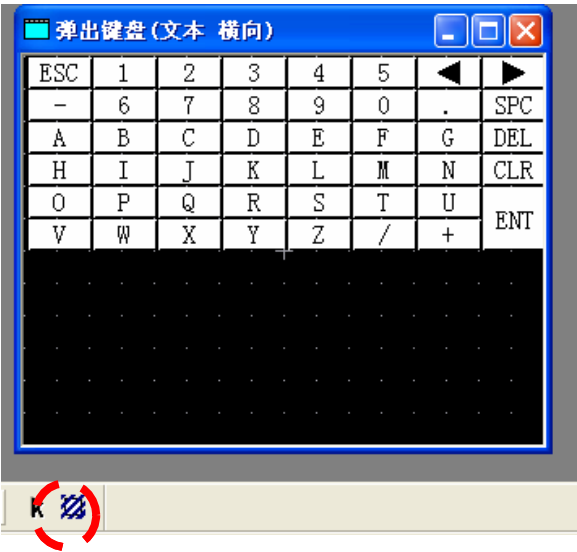 弹出键盘(文本 横向)
ESC 1 2 3 4 5 ◀ ▶
- 6 7 8 9 0 . SPC
A B C D E F G DEL
H I J K L M N CLR
O P Q R S T U ENT
V W X Y Z / +
K